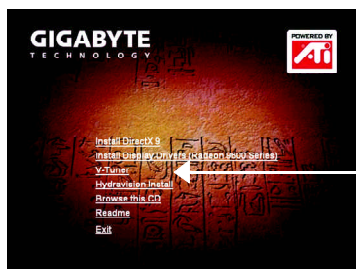 GIGABYTE
TECHNOLOGY
POWERED BY
ATi
Install DirectX 9
Install Display Drivers (Radeon 9600 Series)
V-Tuner
Hydravision Install
Browse this CD
Readme
Exit